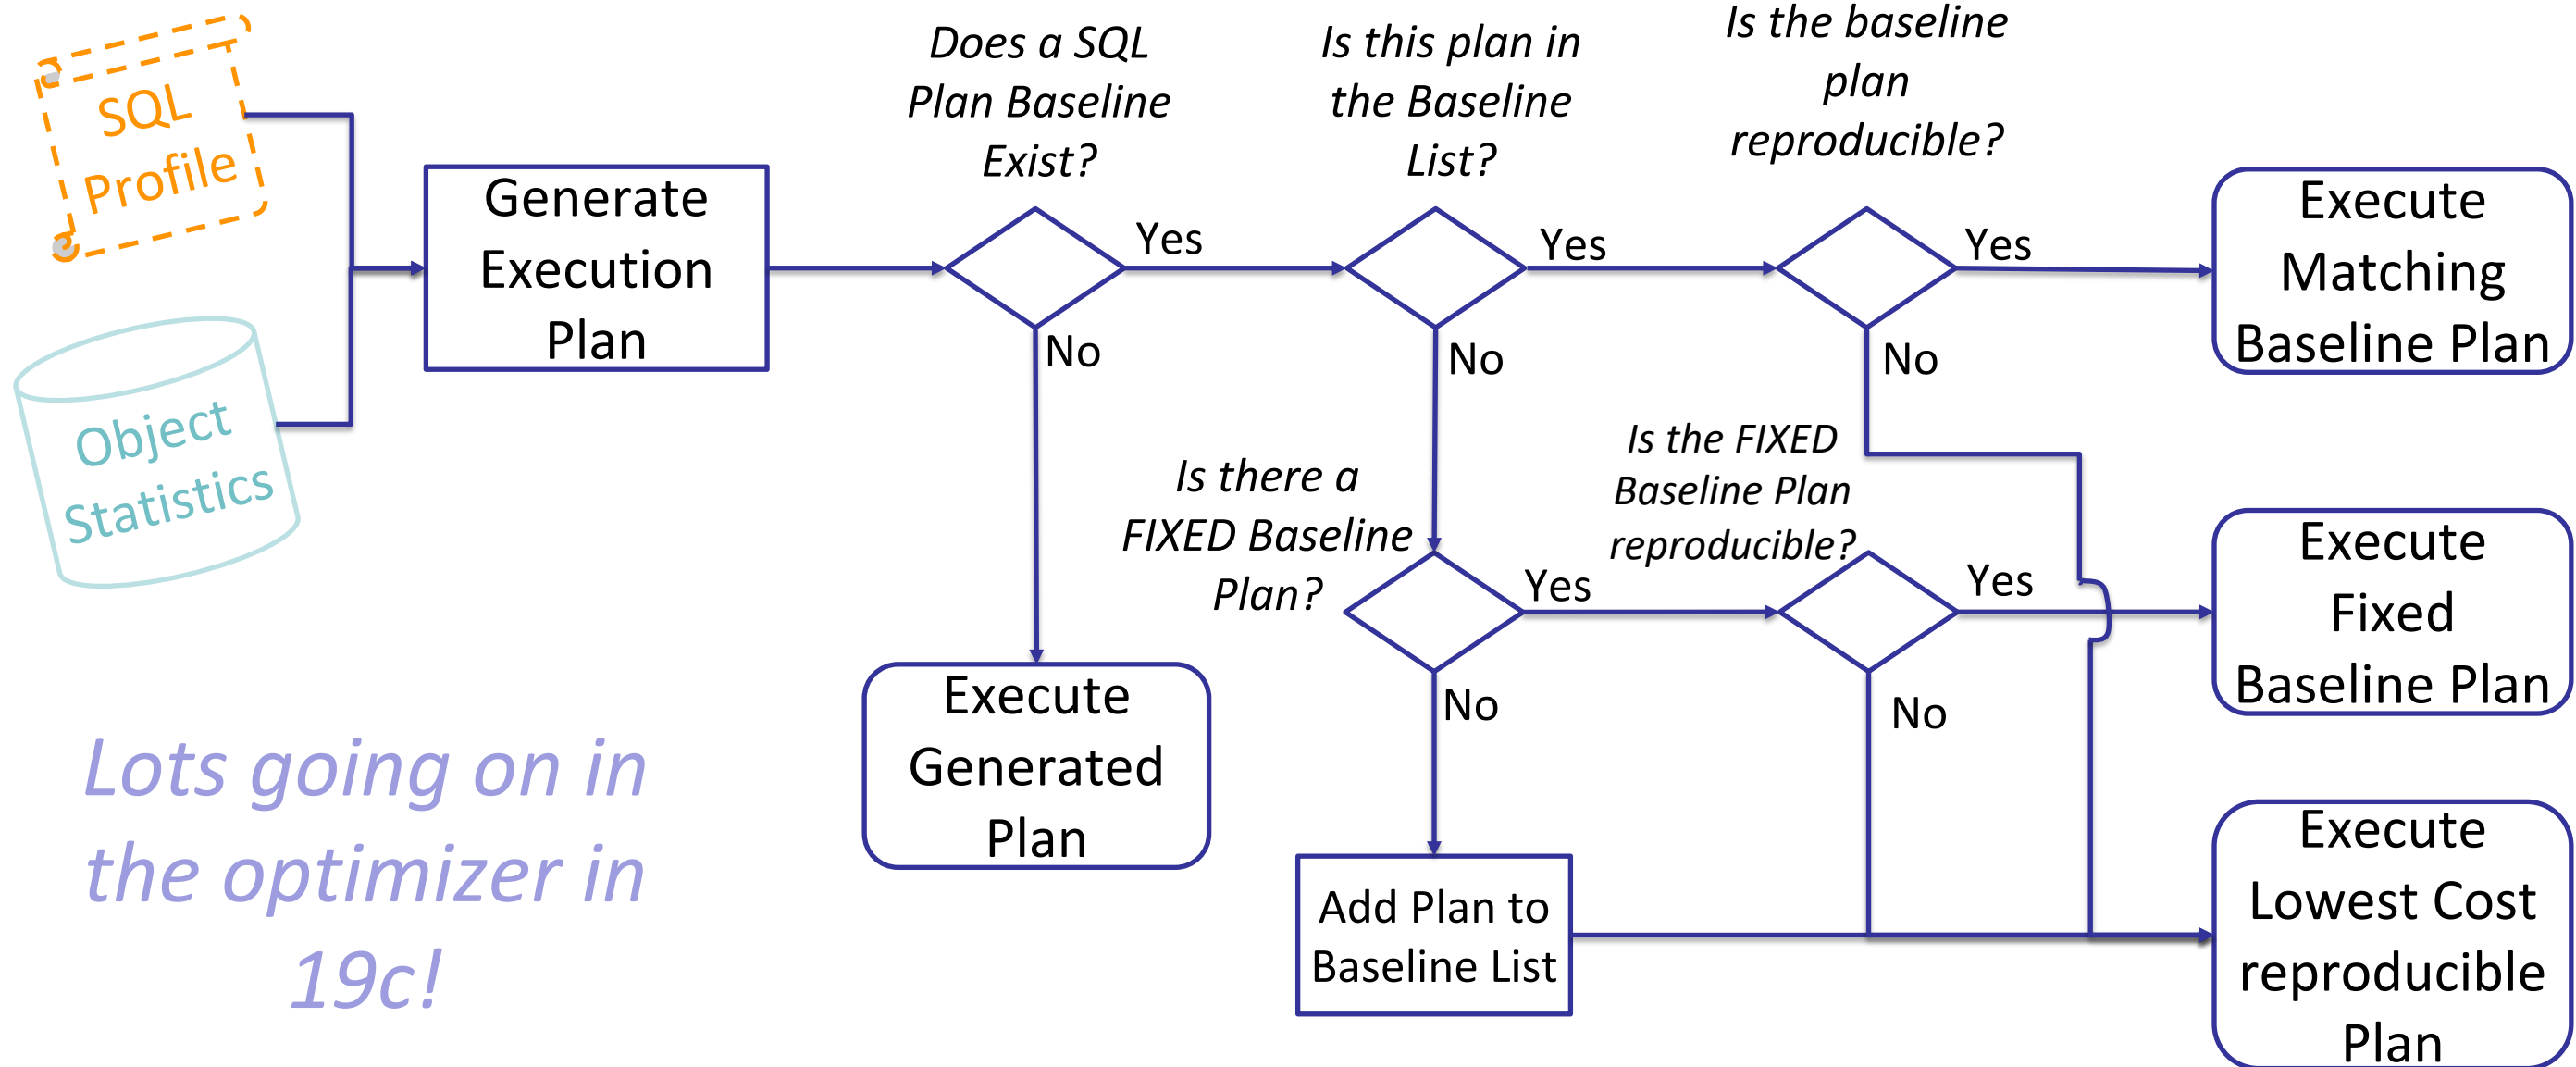 SQL
Profile
Object
Statistics
Generate
Execution
Plan
Does a SQL
Plan Baseline
Exist?
Yes
No
Execute
Generated
Plan
Is this plan in
the Baseline
List?
Yes
No
Is there a
FIXED Baseline
Plan?
Yes
No
Add Plan to
Baseline List
Is the baseline
plan
reproducible?
Yes
No
Is the FIXED
Baseline Plan
reproducible?
Yes
No
Execute
Matching
Baseline Plan
Execute
Fixed
Baseline Plan
Execute
Lowest Cost
reproducible
Plan
Lots going on in
the optimizer in
19c!